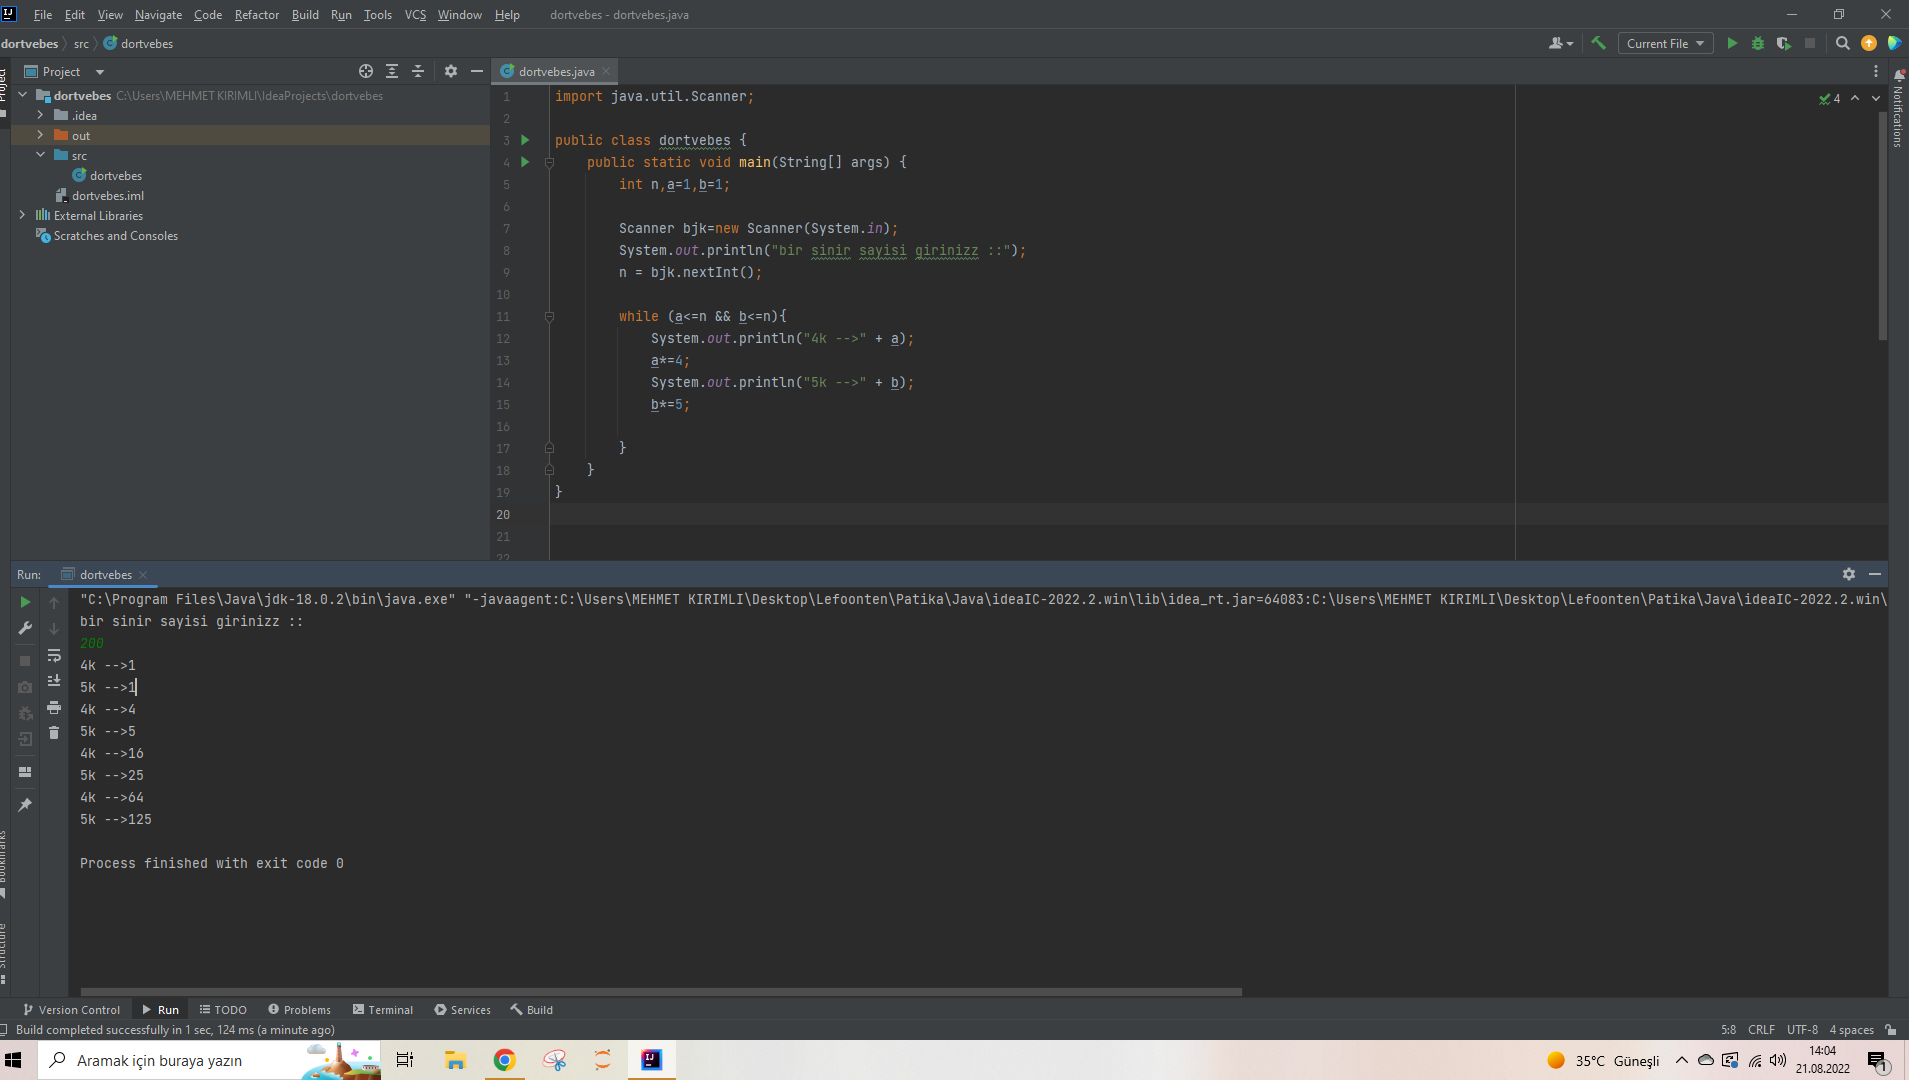 File Edit View Navigate Code Refactor Build Run Tools VCS Window Help dortvebes - dortvebes.java
dortvebes src dortvebes
Current File
Project
Project
dortvebes.java
dortvebes C:\Users\MEHMET KIRIMLI\IdeaProjects\dortvebes
.idea
out
src
dortvebes
dortvebes.iml
External Libraries
Scratches and Consoles
4
Notifications
1 import java.util.Scanner;
2
3 public class dortvebes {
4 public static void main(String[] args) {
5 int n,a=1,b=1;
6
7 Scanner bjk=new Scanner(System.in);
8 System.out.println("bir sinir sayisi girinizz ::");
9 n = bjk.nextInt();
10
11 while (a<=n && b<=n){
12 System.out.println("4k -->" + a);
13 a*=4;
14 System.out.println("5k -->" + b);
15 b*=5;
16
17 }
18 }
19 }
20
21
22
Run: dortvebes
"C:\Program Files\Java\jdk-18.0.2\bin\java.exe" "-javaagent:C:\Users\MEHMET KIRIMLI\Desktop\Lefoonten\Patika\Java\ideaIC-2022.2.win\lib\idea_rt.jar=64083:C:\Users\MEHMET KIRIMLI\Desktop\Lefoonten\Patika\Java\ideaIC-2022.2.win\
bir sinir sayisi girinizz ::
200
4k -->1
5k -->1
4k -->4
5k -->5
4k -->16
5k -->25
4k -->64
5k -->125
Process finished with exit code 0
Bookmarks
Structure
Version Control Run TODO Problems Terminal Services Build
Build completed successfully in 1 sec, 124 ms (a minute ago)
5:8 CRLF UTF-8 4 spaces
Aramak için buraya yazın
35°C Güneşli
14:04
21.08.2022
1